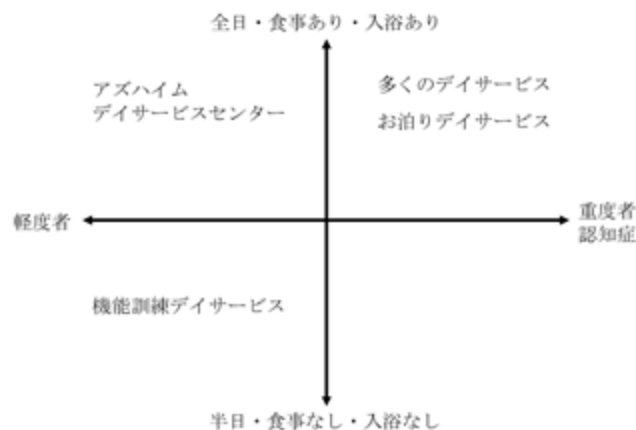 全日・食事あり・入浴あり
アズハイム
デイサービスセンター
多くのデイサービス
お泊りデイサービス
軽度者
重度者
認知症
機能訓練デイサービス
半日・食事なし・入浴なし